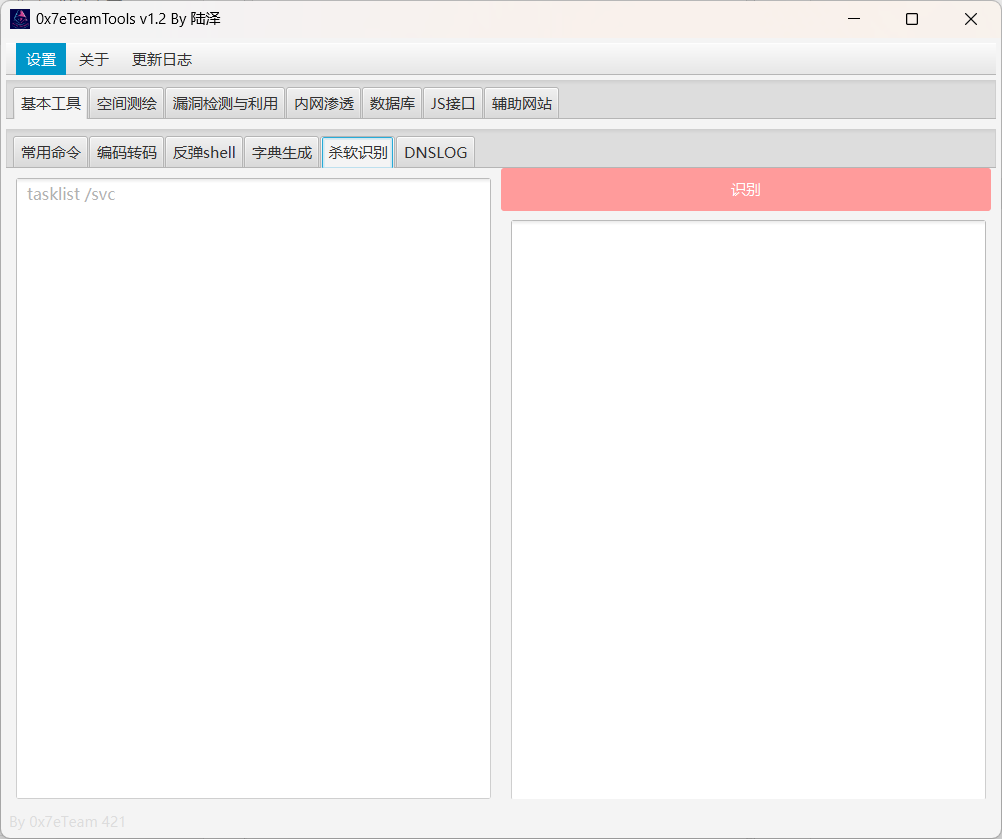 0x7eTeamTools v1.2 By 陆泽
设置 关于 更新日志
基本工具 空间测绘 漏洞检测与利用 内网渗透 数据库 JS接口 辅助网站
常用命令 编码转码 反弹shell 字典生成 杀软识别 DNSLOG
tasklist /svc
识别
By 0x7eTeam 421